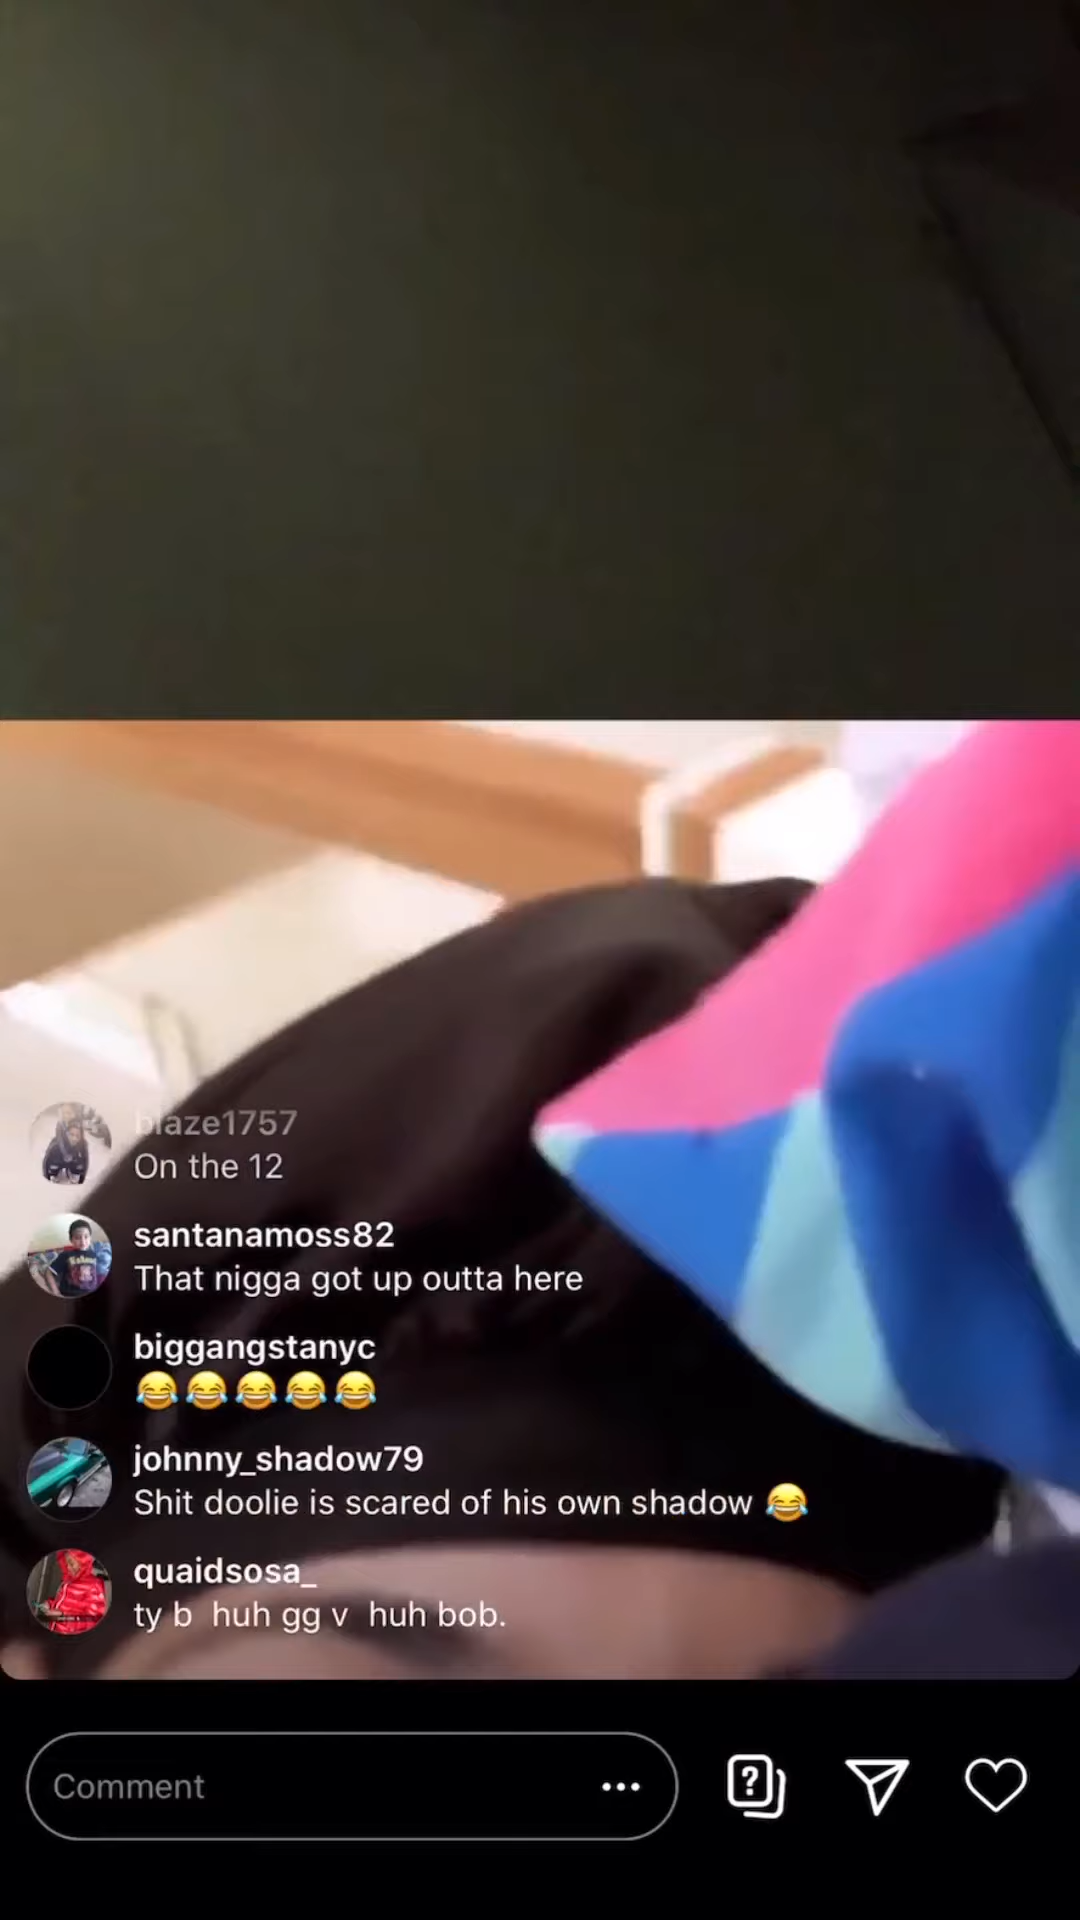 blaze1757
On the 12
santanamoss82
That nigga got up outta here
biggangstanyc
😂😂😂😂😂
johnny_shadow79
Shit doolie is scared of his own shadow 😂
quaidsosa_
ty b  huh gg v  huh bob.
Comment